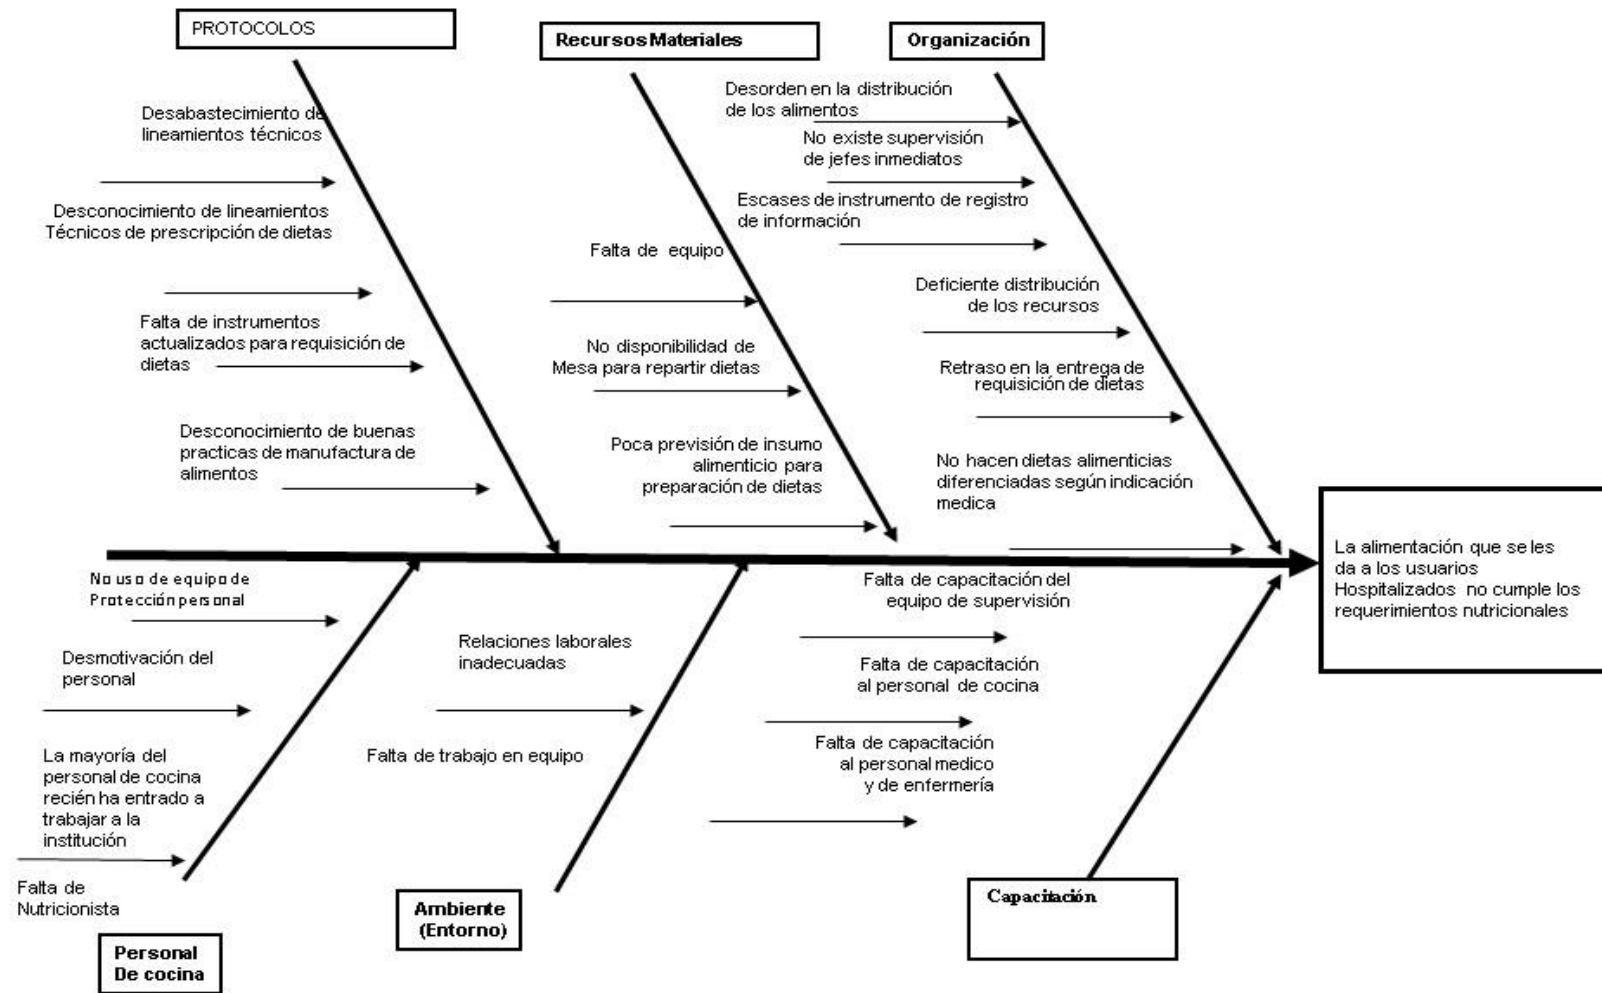 PROTOCOLOS
Recursos Materiales
Organización
Desabastecimiento de
lineamientos técnicos
Desconocimiento de lineamientos
Técnicos de prescripción de dietas
Falta de instrumentos
actualizados para requisición de
dietas
Desconocimiento de buenas
practicas de manufactura de
alimentos
Falta de equipo
No disponibilidad de
Mesa para repartir dietas
Poca previsión de insumo
alimenticio para
preparación de dietas
Desorden en la distribución
de los alimentos
No existe supervisión
de jefes inmediatos
Escases de instrumento de registro
de información
Deficiente distribución
de los recursos
Retraso en la entrega de
requisición de dietas
No hacen dietas alimenticias
diferenciadas según indicación
medica
La alimentación que se les
da a los usuarios
Hospitalizados no cumple los
requerimientos nutricionales
No uso de equipo de
Protección personal
Desmotivación del
personal
La mayoría del
personal de cocina
recién ha entrado a
trabajar a la
institución
Falta de
Nutricionista
Personal
De cocina
Relaciones laborales
inadecuadas
Falta de trabajo en equipo
Ambiente
(Entorno)
Falta de capacitación del
equipo de supervisión
Falta de capacitación
al personal de cocina
Falta de capacitación
al personal medico
y de enfermería
Capacitación